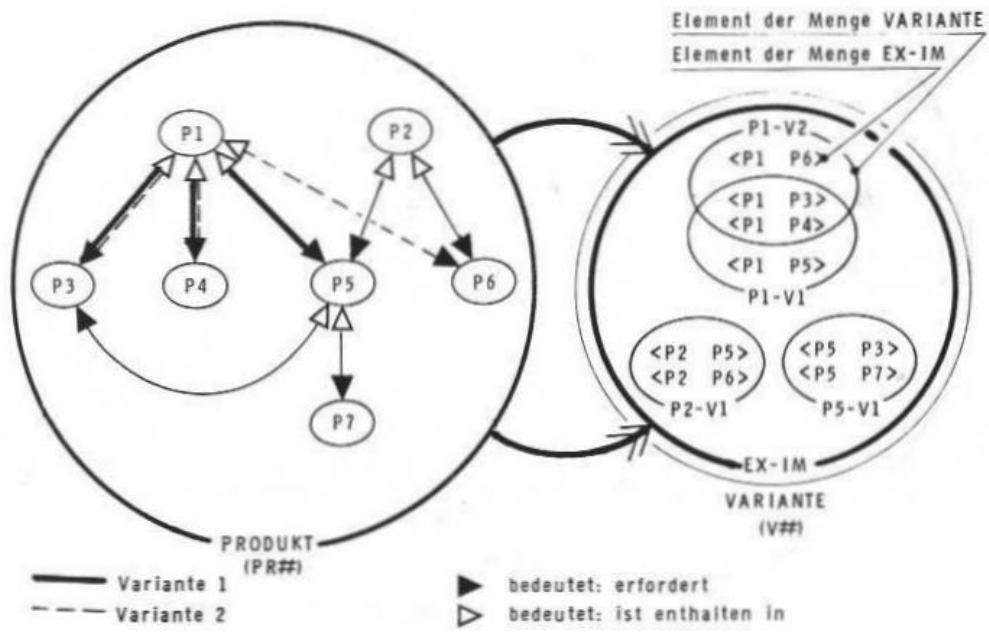 Element der Menge VARIANTE
Element der Menge EX-IM
P1 P2
P3 P4 P5 P6
P7
P1-V2
<P1 P6>
<P1 P3>
<P1 P4>
<P1 P5>
P1-V1
<P2 P5>
<P2 P6>
P2-V1
<P5 P3>
<P5 P7>
P5-V1
EX-IM
VARIANTE
(V##)
PRODUKT
(PR##)
Variante 1
Variante 2
bedeutet: erfordert
bedeutet: ist enthalten in